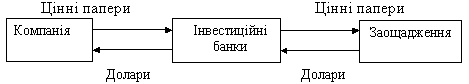 Цінні папери Цінні папери
Компанія Інвестиційні банки Заощадження
Долари Долари